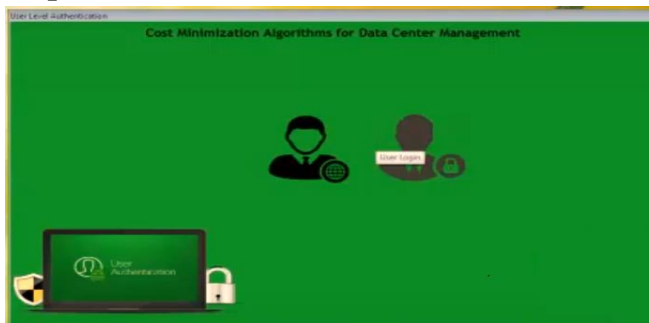 User Level Authentication
Cost Minimization Algorithms for Data Center Management
User Login
User
Authentication